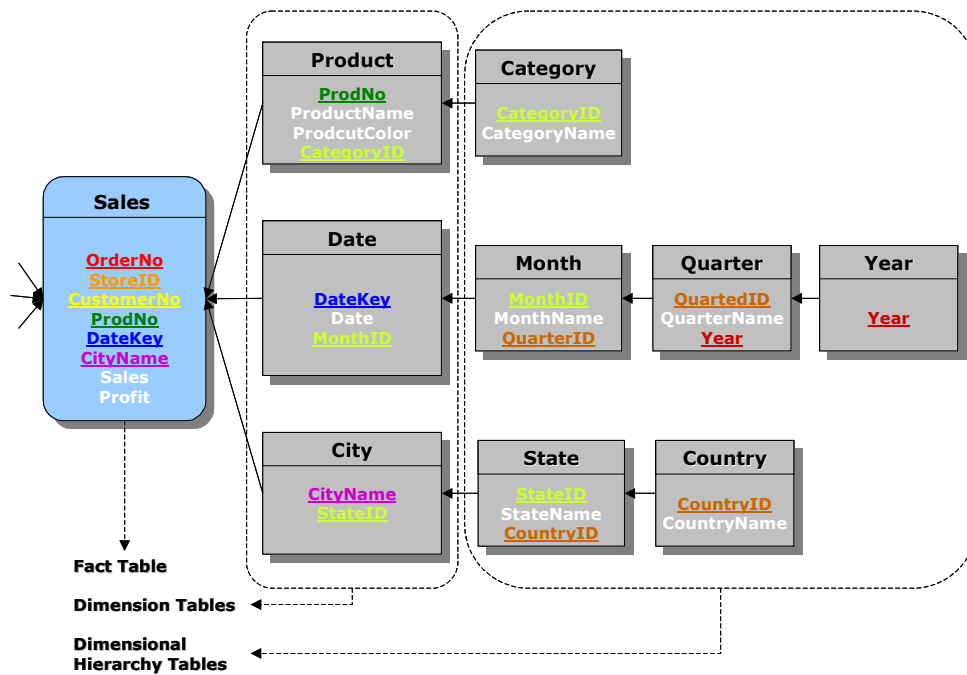 Product
ProdNo
ProductName
ProdcutColor
CategoryID
Category
CategoryID
CategoryName
Sales
OrderNo
StoreID
CustomerNo
ProdNo
DateKey
CityName
Sales
Profit
Date
DateKey
Date
MonthID
Month
MonthID
MonthName
QuarterID
Quarter
QuartedID
QuarterName
Year
Year
Year
City
CityName
StateID
State
StateID
StateName
CountryID
Country
CountryID
CountryName
Fact Table
Dimension Tables
Dimensional
Hierarchy Tables